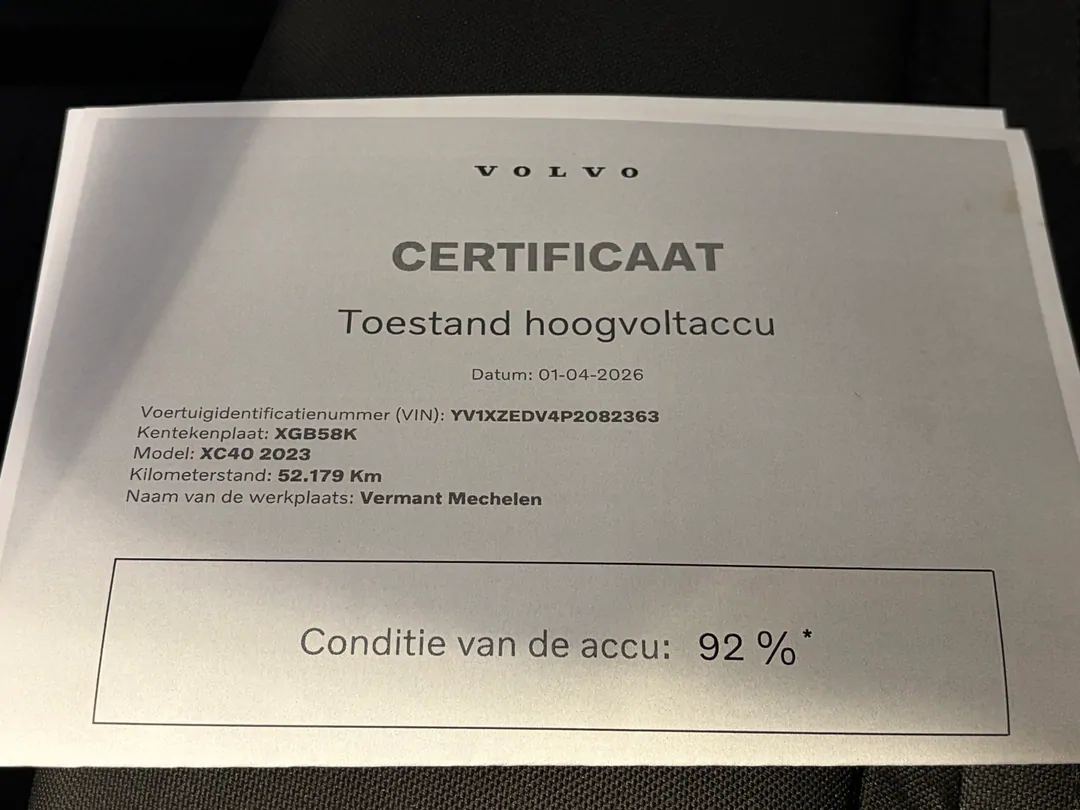 VOLVO
CERTIFICAAT
Toestand hoogvoltaccu
Datum: 01-04-2026
Voertuigidentificatienummer (VIN): YV1XZEDV4P2082363
Kentekenplaat: XGB58K
Model: XC40 2023
Kilometerstand: 52.179 Km
Naam van de werkplaats: Vermant Mechelen
Conditie van de accu: 92 %*